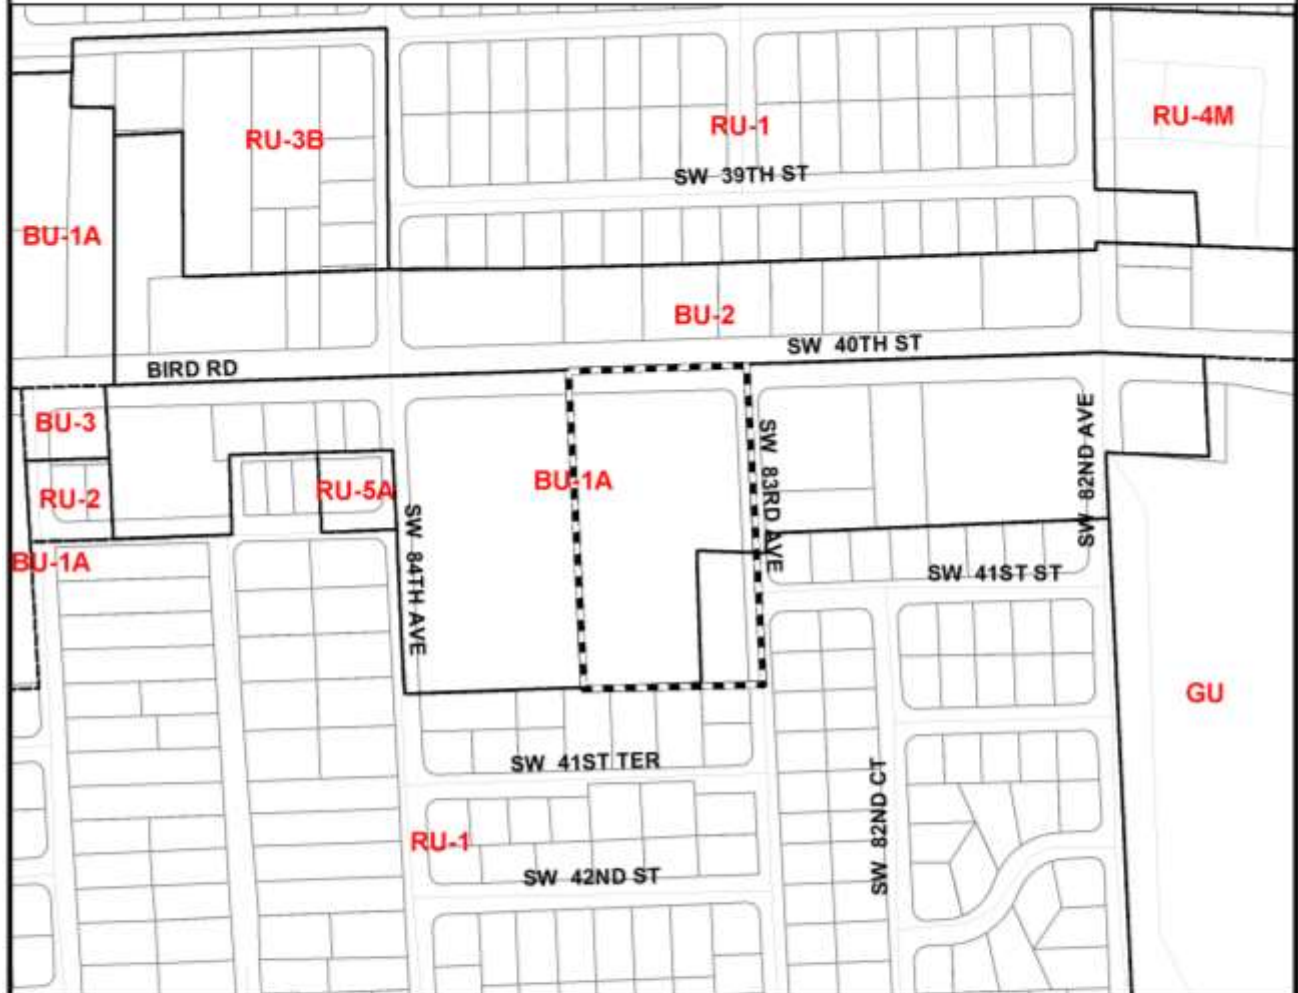 RU-4M
RU-1
RU-3B
SW 39TH ST
BU-1A
BU-2
SW 40TH ST
BIRD RD
BU-3
SW 82ND AVE
SW 83RD AVE
BU-1A
RU-5A
RU-2
SW 84TH AVE
BU-1A
SW 41ST ST
GU
SW 41ST TER
SW 82ND CT
RU-1
SW 42ND ST